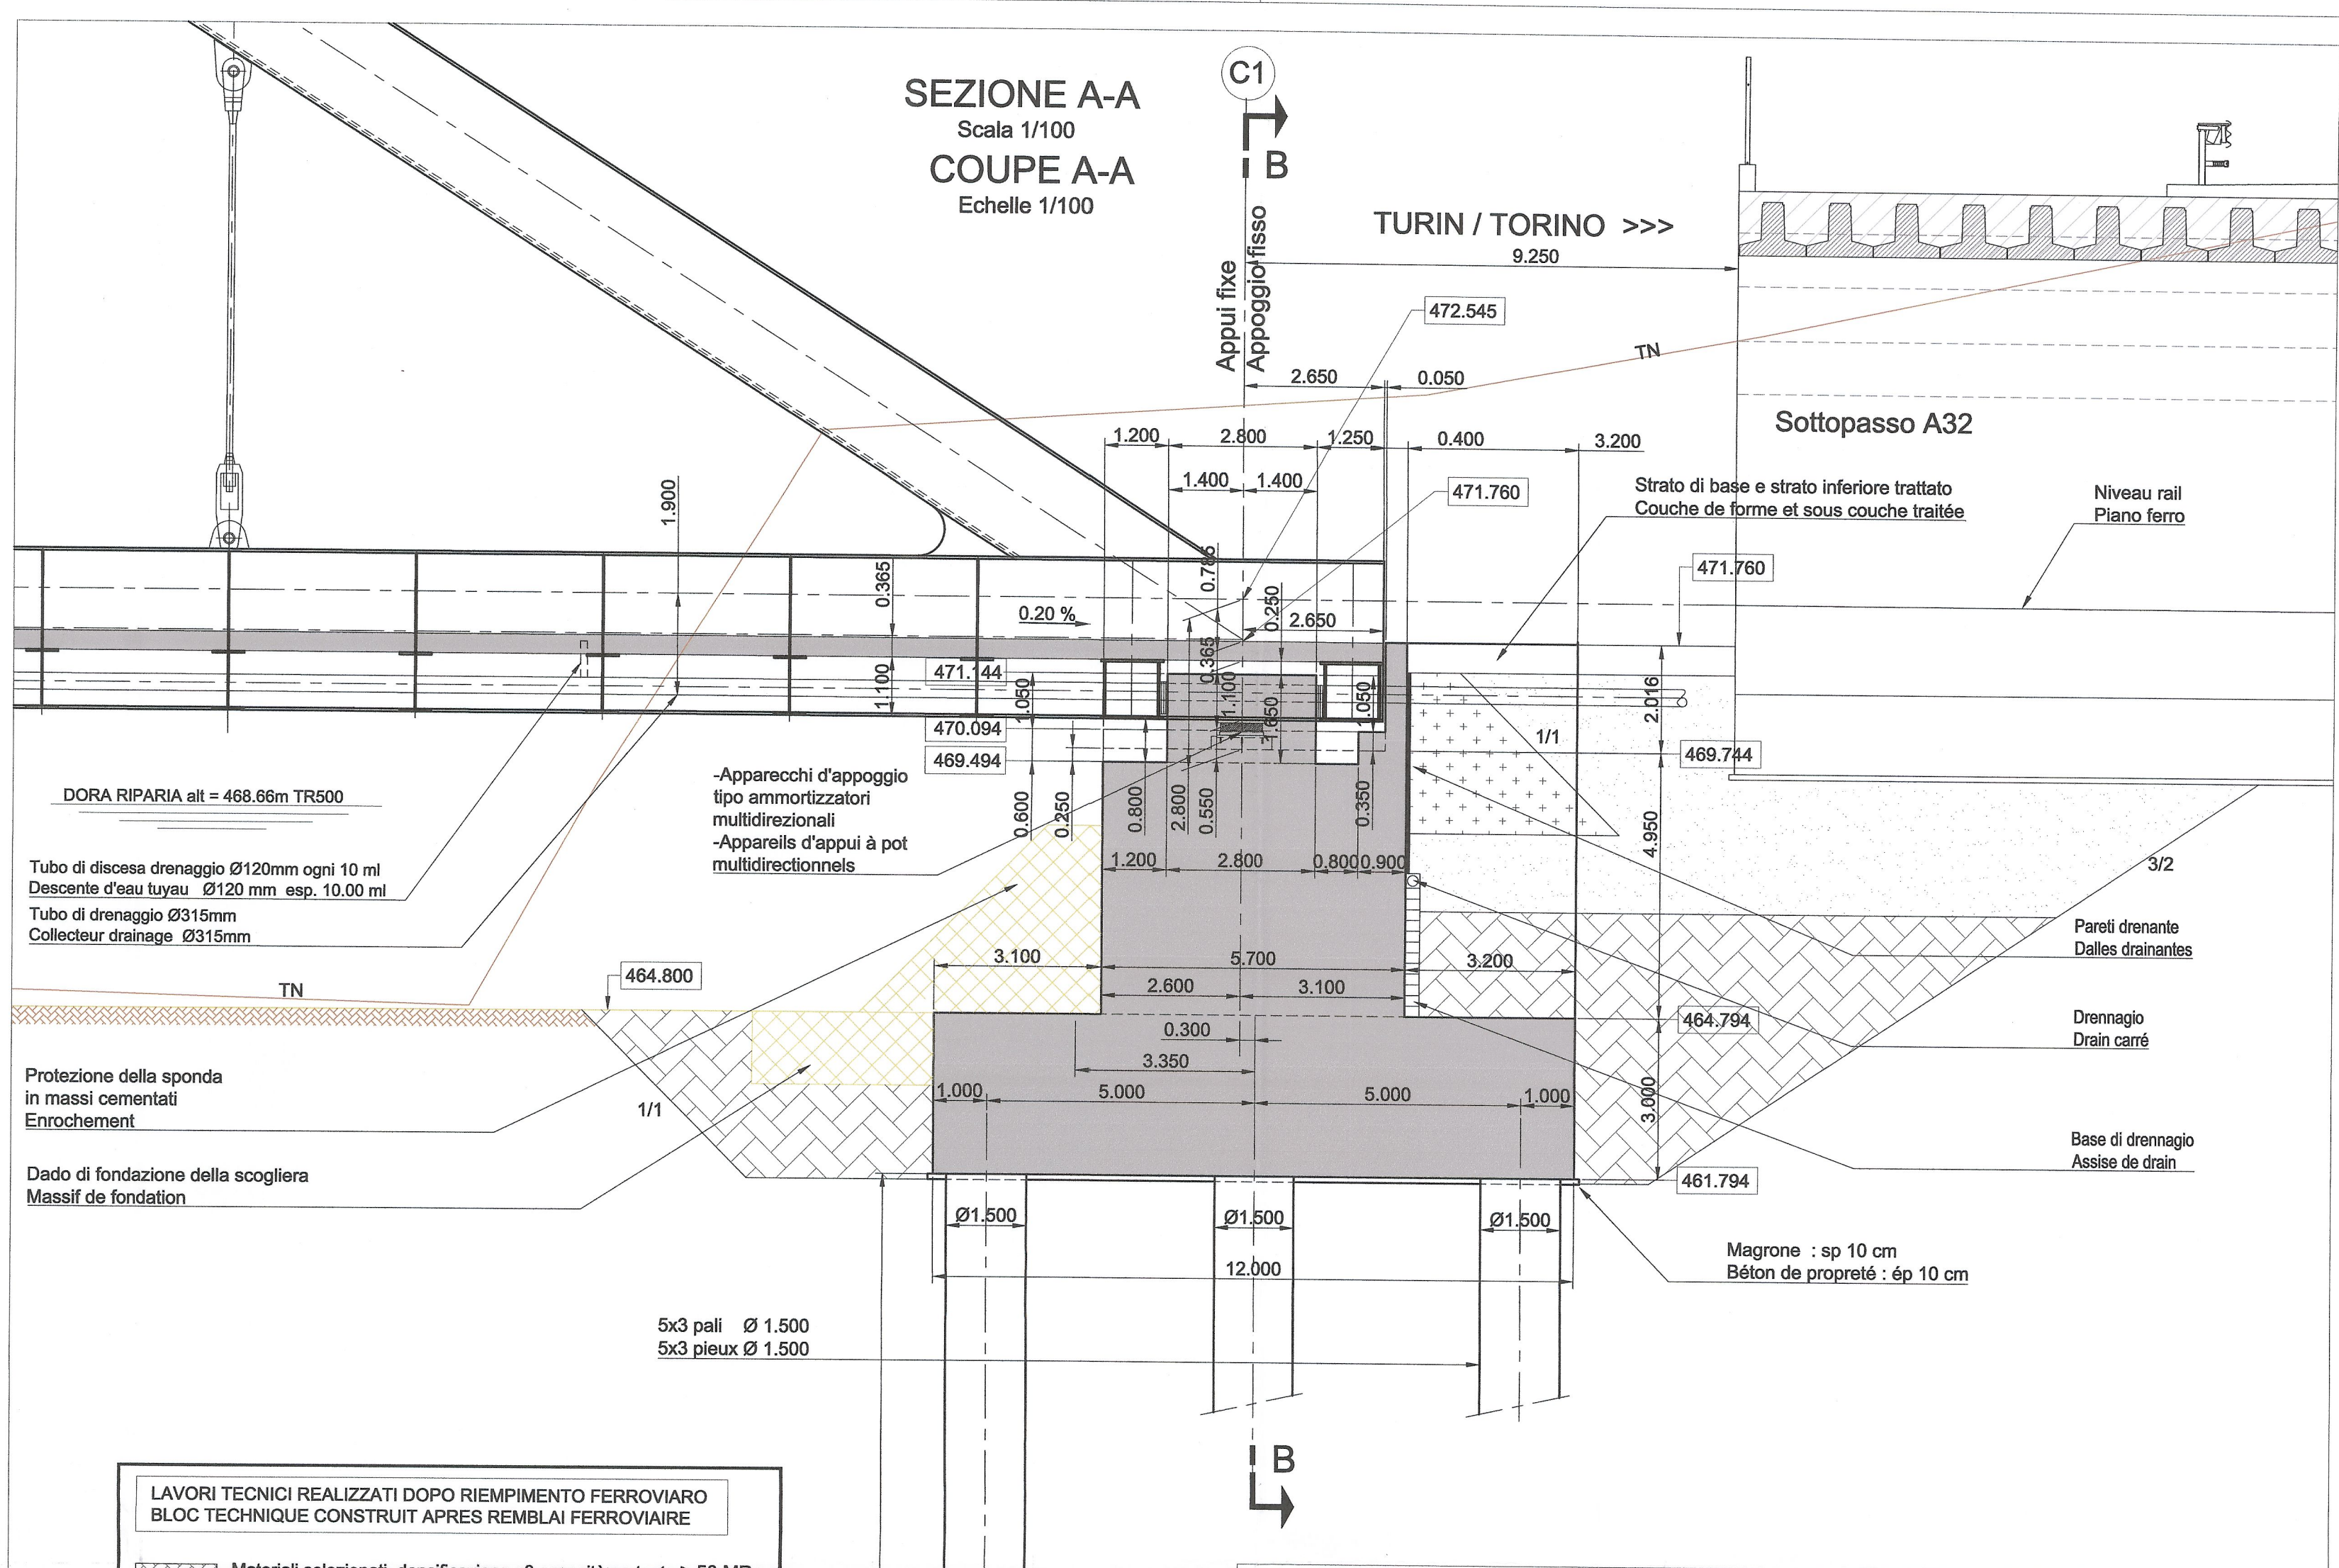 SEZIONE A-A
Scala 1/100
COUPE A-A
Echelle 1/100
C1
B
Appui fixe
Appoggio fisso
TURIN / TORINO >>>
9.250
472.545
TN
2.650
0.050
Sottopasso A32
1.200
2.800
1.250
0.400
3.200
1.400
1.400
471.760
1.900
Strato di base e strato inferiore trattato
Couche de forme et sous couche traitée
Niveau rail
Piano ferro
471.760
0.365
0.250
0.20 %
2.650
0.365
1.100
1.050
1.100
1.050
2.016
470.094
469.494
1/1
469.744
DORA RIPARIA alt = 468.66m TR500
-Apparecchi d'appoggio
tipo ammortizzatori
multidirezionali
-Appareils d'appui à pot
multidirectionnels
0.600
0.250
0.800
2.800
0.550
0.350
4.950
Tubo di discesa drenaggio Ø120mm ogni 10 ml
Descente d'eau tuyau Ø120 mm esp. 10.00 ml
Tubo di drenaggio Ø315mm
Collecteur drainage Ø315mm
1.200
2.800
0.800
0.900
3/2
Pareti drenante
Dalles drainantes
3.100
5.700
3.200
464.800
TN
2.600
3.100
0.300
464.794
Drennagio
Drain carré
3.350
Protezione della sponda
in massi cementati
Enrochement
1/1
1.000
5.000
5.000
1.000
3.000
Base di drennagio
Assise de drain
Dado di fondazione della scogliera
Massif de fondation
461.794
Ø1.500
Ø1.500
Ø1.500
12.000
Magrone : sp 10 cm
Béton de propreté : ép 10 cm
5x3 pali Ø 1.500
5x3 pieux Ø 1.500
B
LAVORI TECNICI REALIZZATI DOPO RIEMPIMENTO FERROVIARO
BLOC TECHNIQUE CONSTRUIT APRES REMBLAI FERROVIAIRE